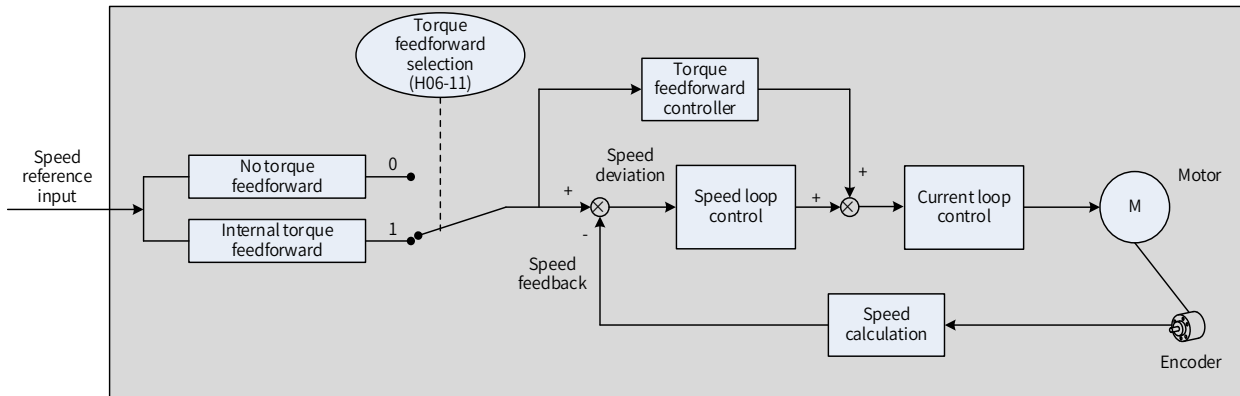 Torque
feedforward
selection
(H06-11)
Torque
feedforward
controller
Speed
reference
input
No torque
feedforward
0
Internal torque
feedforward
1
Speed
deviation
+
-
Speed
feedback
Speed loop
control
+
+
Current loop
control
M
Motor
Speed
calculation
Encoder